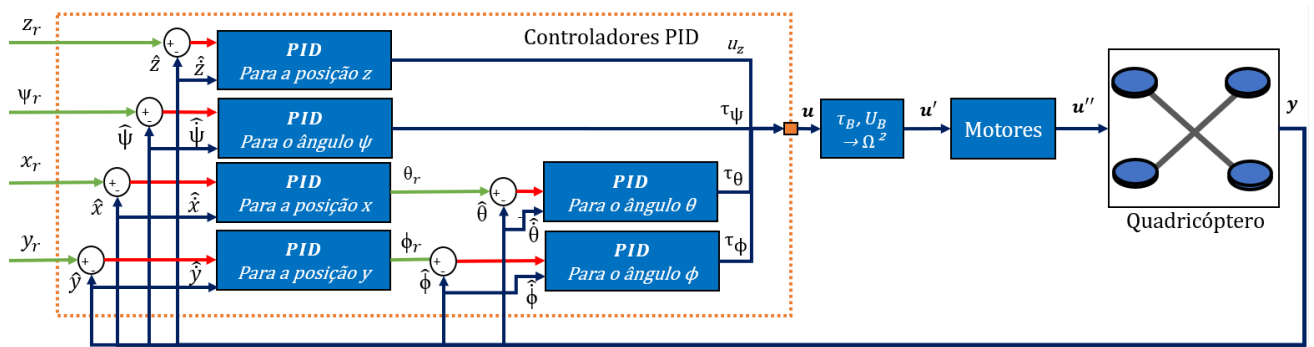 Controladores PID
z_r
+
-
ẑ
ẑ̇
PID
Para a posição z
u_z
ψ_r
+
-
ψ̂
ψ̂̇
PID
Para o ângulo ψ
τ_ψ
x_r
+
-
x̂
x̂̇
PID
Para a posição x
θ_r
+
-
θ̂
θ̂̇
PID
Para o ângulo θ
τ_θ
y_r
+
-
ŷ
ŷ̇
PID
Para a posição y
ϕ_r
+
-
ϕ̂
ϕ̂̇
PID
Para o ângulo ϕ
τ_ϕ
u
τ_B, U_B
→ Ω²
u'
Motores
u''
Quadricóptero
y